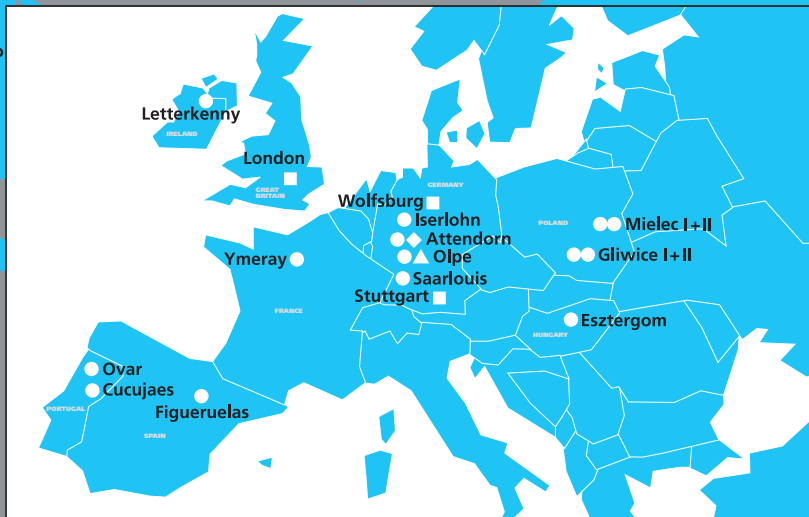 Letterkenny
IRELAND
London
GREAT
BRITAIN
GERMANY
Wolfsburg
Iserlohn
POLAND
Mielec I+II
Attendorn
Ymeray
Olpe
Gliwice I+II
Saarlouis
Stuttgart
FRANCE
Esztergom
HUNGARY
Ovar
Cucujaes
PORTUGAL
Figueruelas
SPAIN